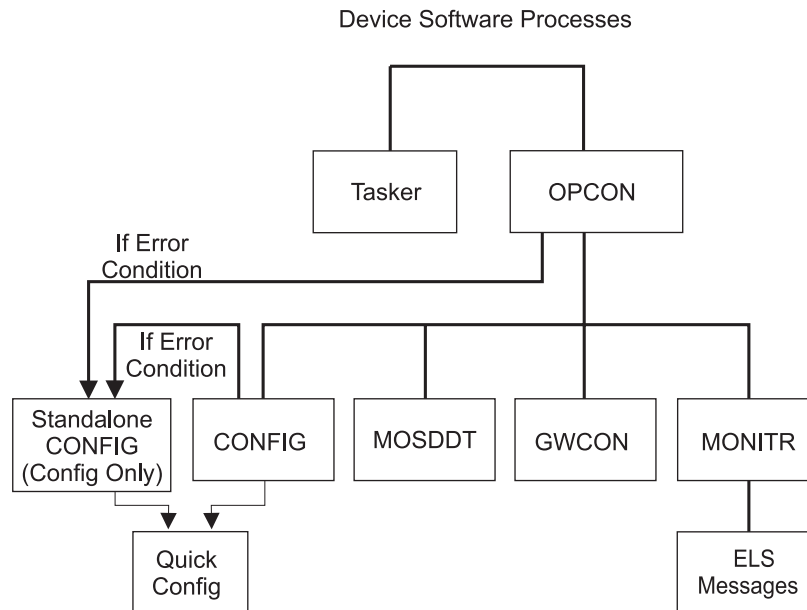 Device Software Processes
Tasker
OPCON
If Error
Condition
If Error
Condition
Standalone
CONFIG
(Config Only)
CONFIG
MOSDDT
GWCON
MONITR
Quick
Config
ELS
Messages